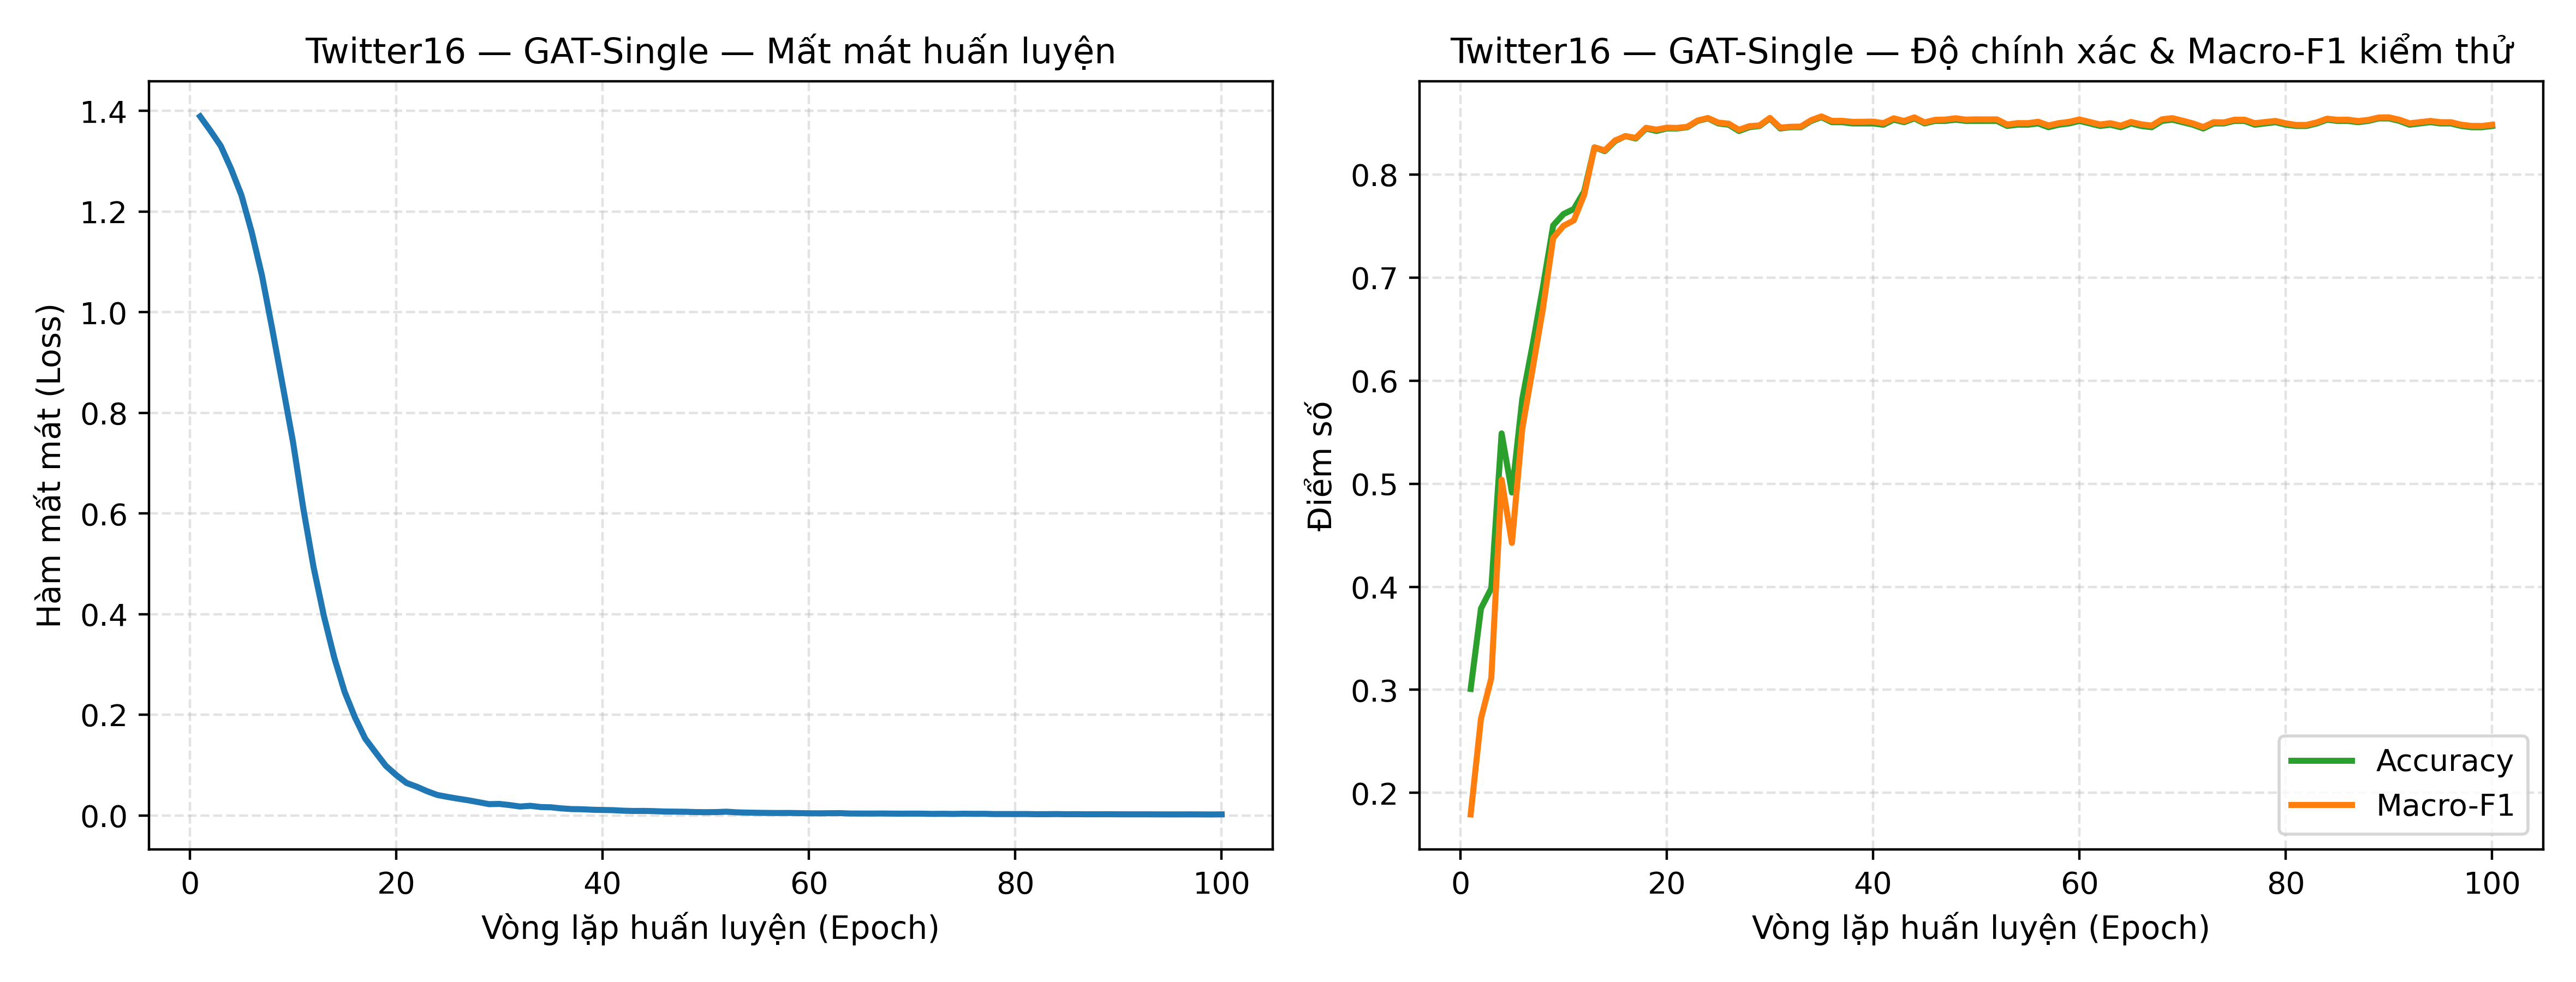 Twitter16 — GAT-Single — Mất mát huấn luyện
Hàm mất mát (Loss)
1.4
1.2
1.0
0.8
0.6
0.4
0.2
0.0
0 20 40 60 80 100
Vòng lặp huấn luyện (Epoch)
Twitter16 — GAT-Single — Độ chính xác & Macro-F1 kiểm thử
Điểm số
0.8
0.7
0.6
0.5
0.4
0.3
0.2
Accuracy
Macro-F1
0 20 40 60 80 100
Vòng lặp huấn luyện (Epoch)